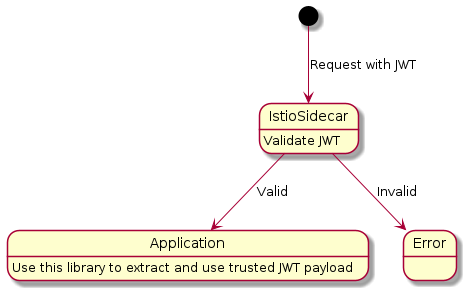 Request with JWT
IstioSidecar
Validate JWT
Valid
Invalid
Application
Use this library to extract and use trusted JWT payload
Error